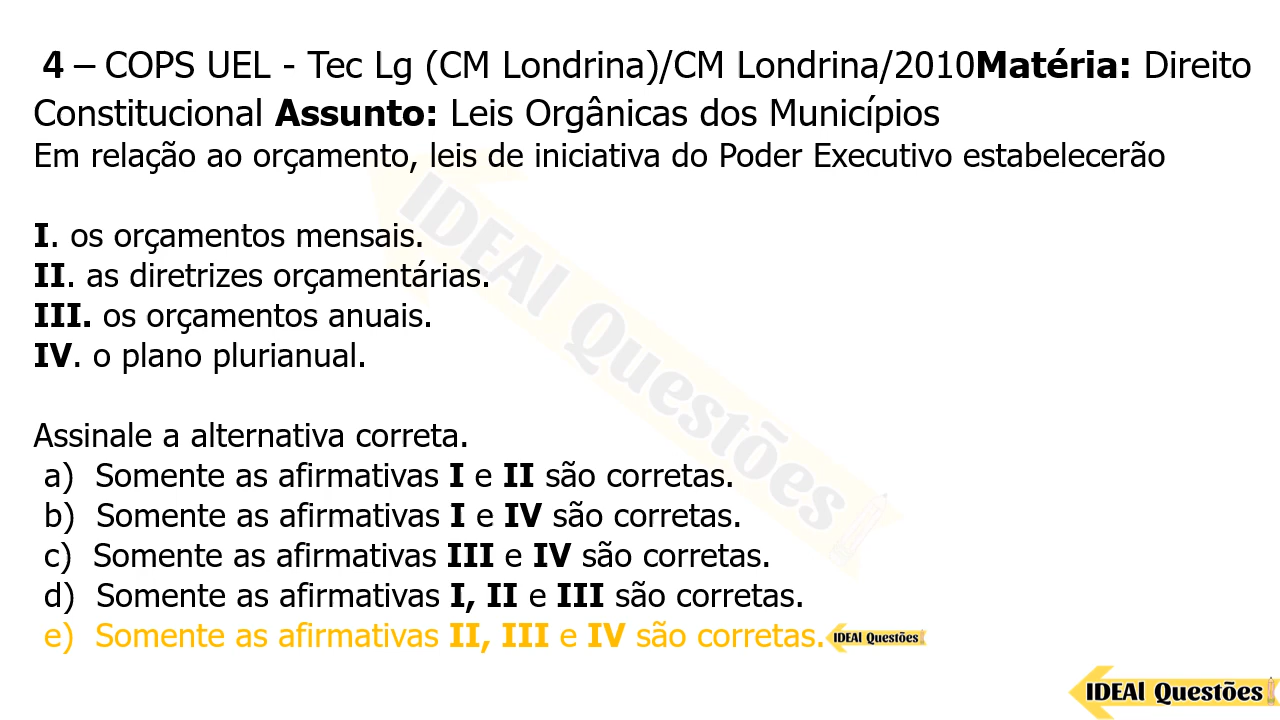 4 – COPS UEL - Tec Lg (CM Londrina)/CM Londrina/2010Matéria: Direito
Constitucional Assunto: Leis Orgânicas dos Municípios
Em relação ao orçamento, leis de iniciativa do Poder Executivo estabelecerão
I. os orçamentos mensais.
II. as diretrizes orçamentárias.
III. os orçamentos anuais.
IV. o plano plurianual.
IDEAl Questões
Assinale a alternativa correta.
a) Somente as afirmativas I e II são corretas.
b) Somente as afirmativas I e IV são corretas.
c) Somente as afirmativas III e IV são corretas.
d) Somente as afirmativas I, II e III são corretas.
e) Somente as afirmativas II, III e IV são corretas. IDEAl Questões
IDEAl Questões